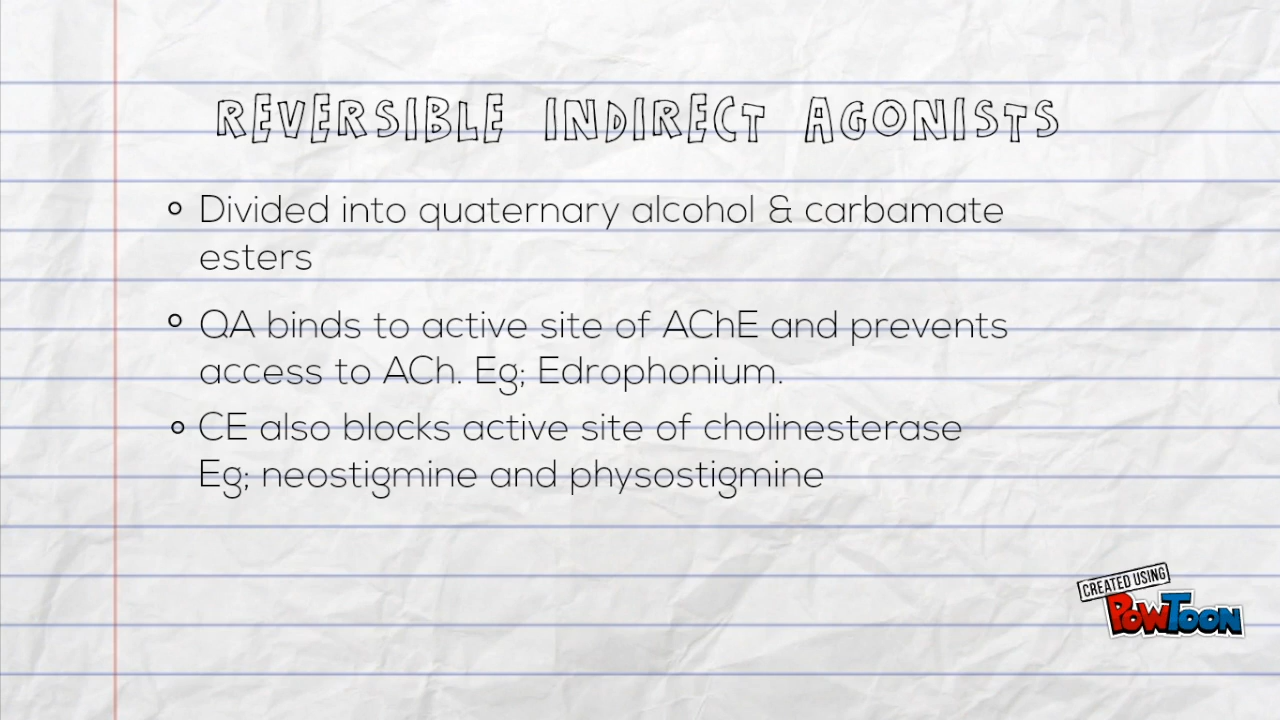 REVERSIBLE INDIRECT AGONISTS
Divided into quaternary alcohol & carbamate
esters
QA binds to active site of AChE and prevents
access to ACh. Eg; Edrophonium.
CE also blocks active site of cholinesterase
Eg; neostigmine and physostigmine
CREATED USING
POWTOON